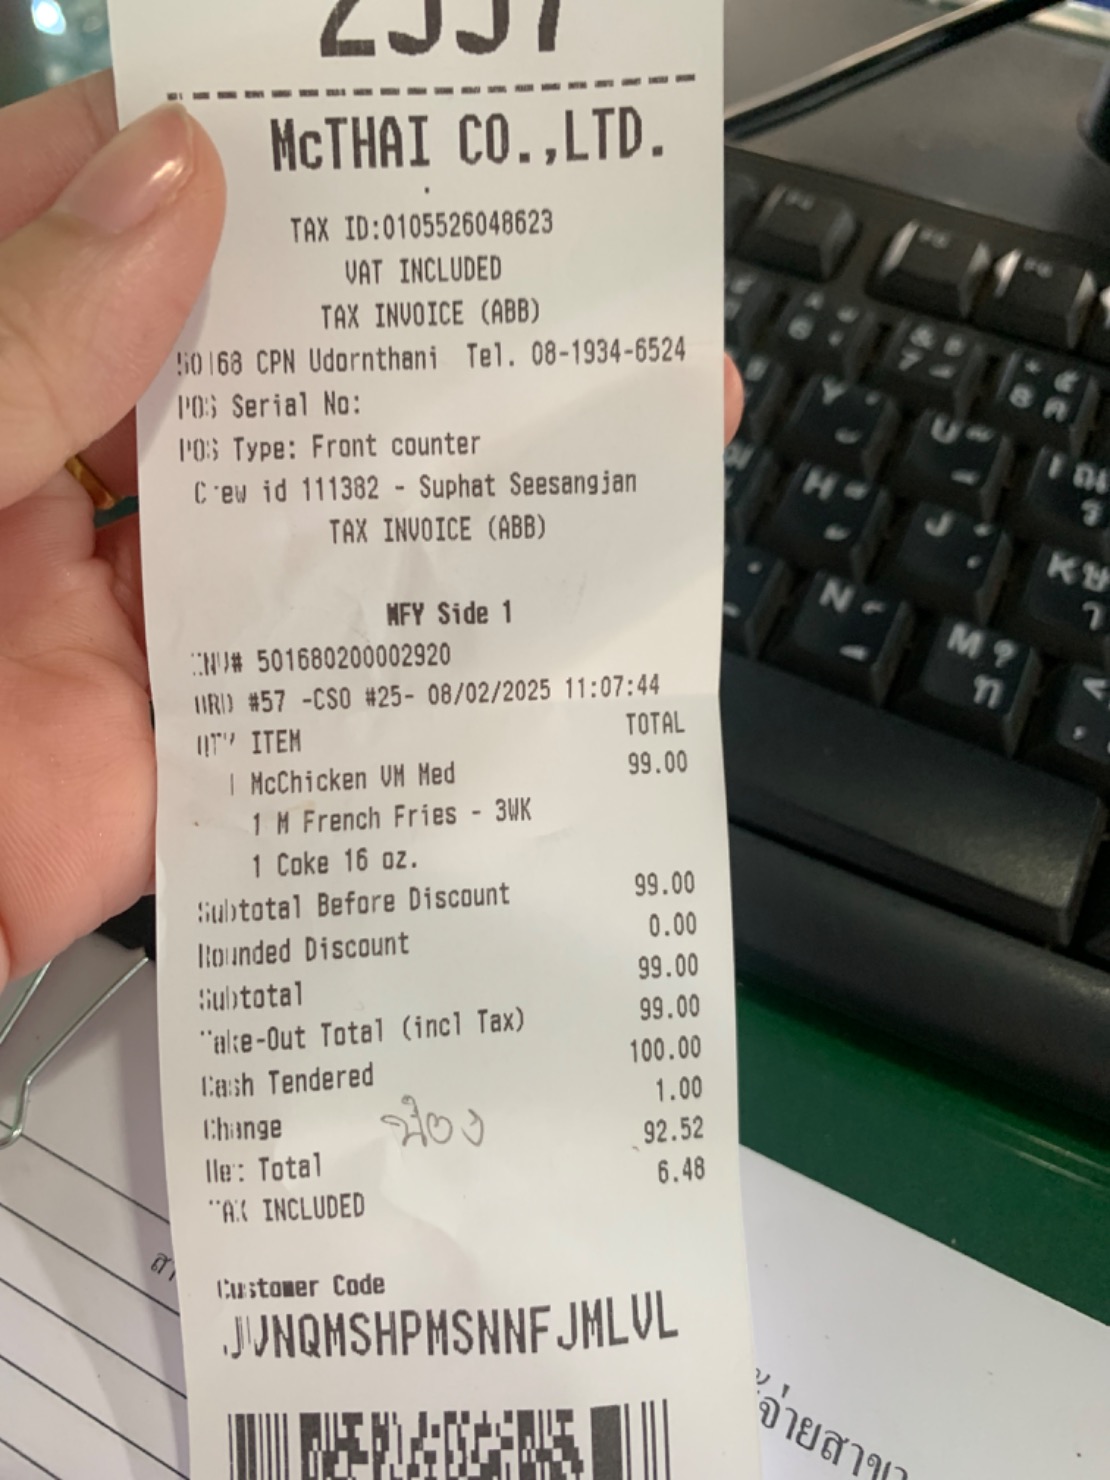 McTHAI CO.,LTD.
TAX ID:0105526048623
VAT INCLUDED
TAX INVOICE (ABB)
50168 CPN Udornthani Tel. 08-1934-6524
POS Serial No:
POS Type: Front counter
Crew id 111382 - Suphat Seesangjan
TAX INVOICE (ABB)
MFY Side 1
INV# 501680200002920
ORD #57 -CSO #25- 08/02/2025 11:07:44
QTY ITEM TOTAL
1 McChicken VM Med 99.00
1 M French Fries - 3WK
1 Coke 16 oz.
Subtotal Before Discount 99.00
Rounded Discount 0.00
Subtotal 99.00
Take-Out Total (incl Tax) 99.00
Cash Tendered 100.00
Change 1.00
Net Total 92.52
TAX INCLUDED 6.48
น้อง
Customer Code
NQMSHPMSNNFJMLVL